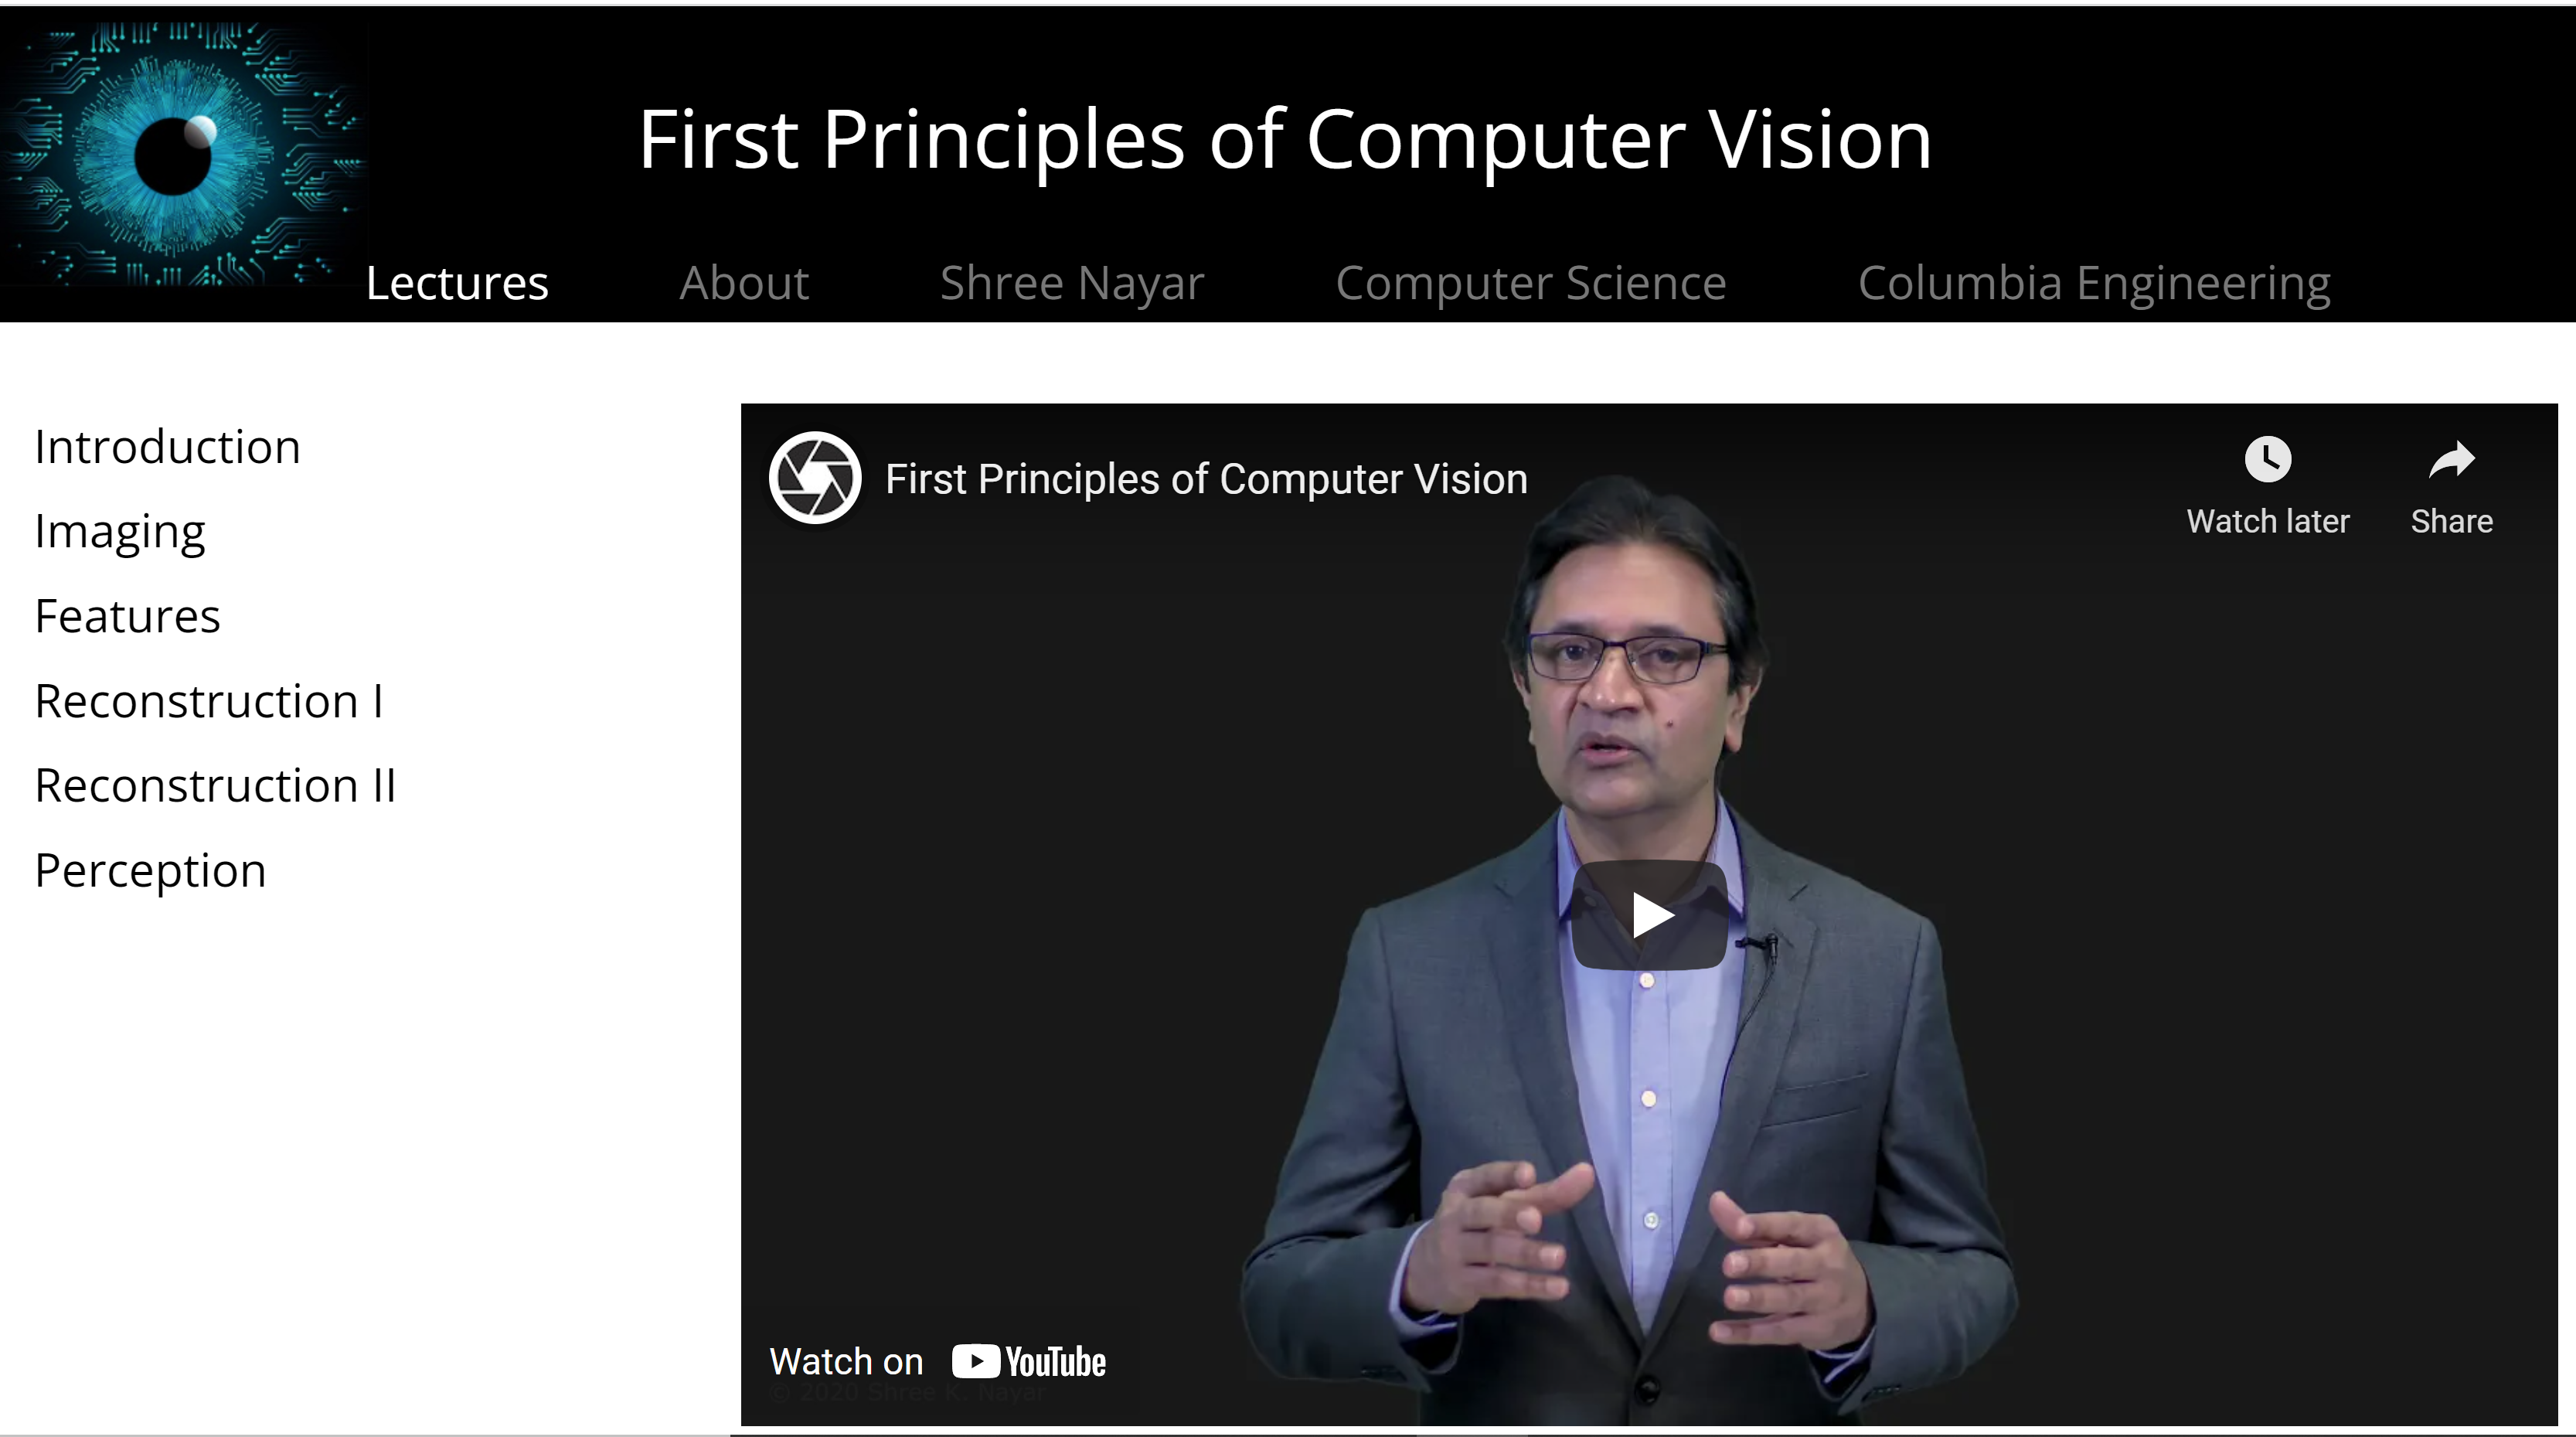 First Principles of Computer Vision
Lectures About Shree Nayar Computer Science Columbia Engineering
Introduction
Imaging
Features
Reconstruction I
Reconstruction II
Perception
First Principles of Computer Vision
Watch later Share
Watch on YouTube
© 2020 Shree K. Nayar